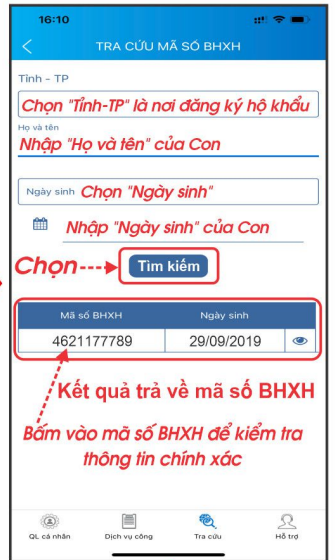 16:10
TRA CỨU MÃ SỐ BHXH
Tỉnh - TP
Chọn "Tỉnh-TP" là nơi đăng ký hộ khẩu
Họ và tên
Nhập "Họ và tên" của Con
Ngày sinh Chọn "Ngày sinh"
Nhập "Ngày sinh" của Con
Chọn Tìm kiếm
Mã số BHXH Ngày sinh
4621177789 29/09/2019
Kết quả trả về mã số BHXH
Bấm vào mã số BHXH để kiểm tra
thông tin chính xác
QL cá nhân Dịch vụ công Tra cứu Hỗ trợ